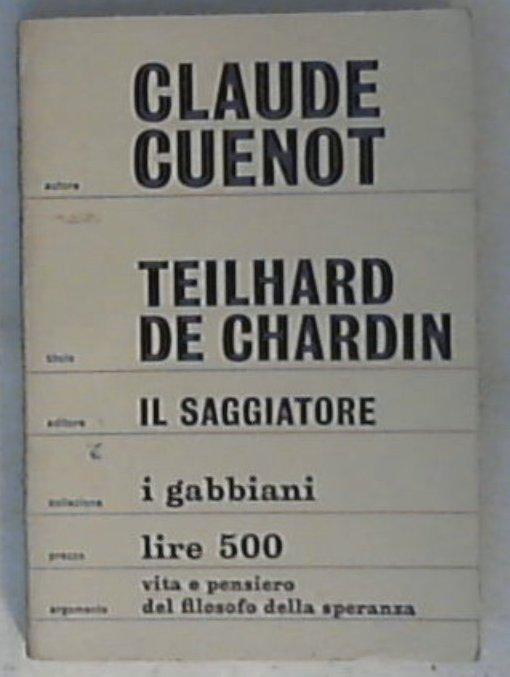 CLAUDE
CUENOT
autore
TEILHARD
DE CHARDIN
titolo
editore IL SAGGIATORE
collezione i gabbiani
prezzo lire 500
vita e pensiero
argomento del filosofo della speranza